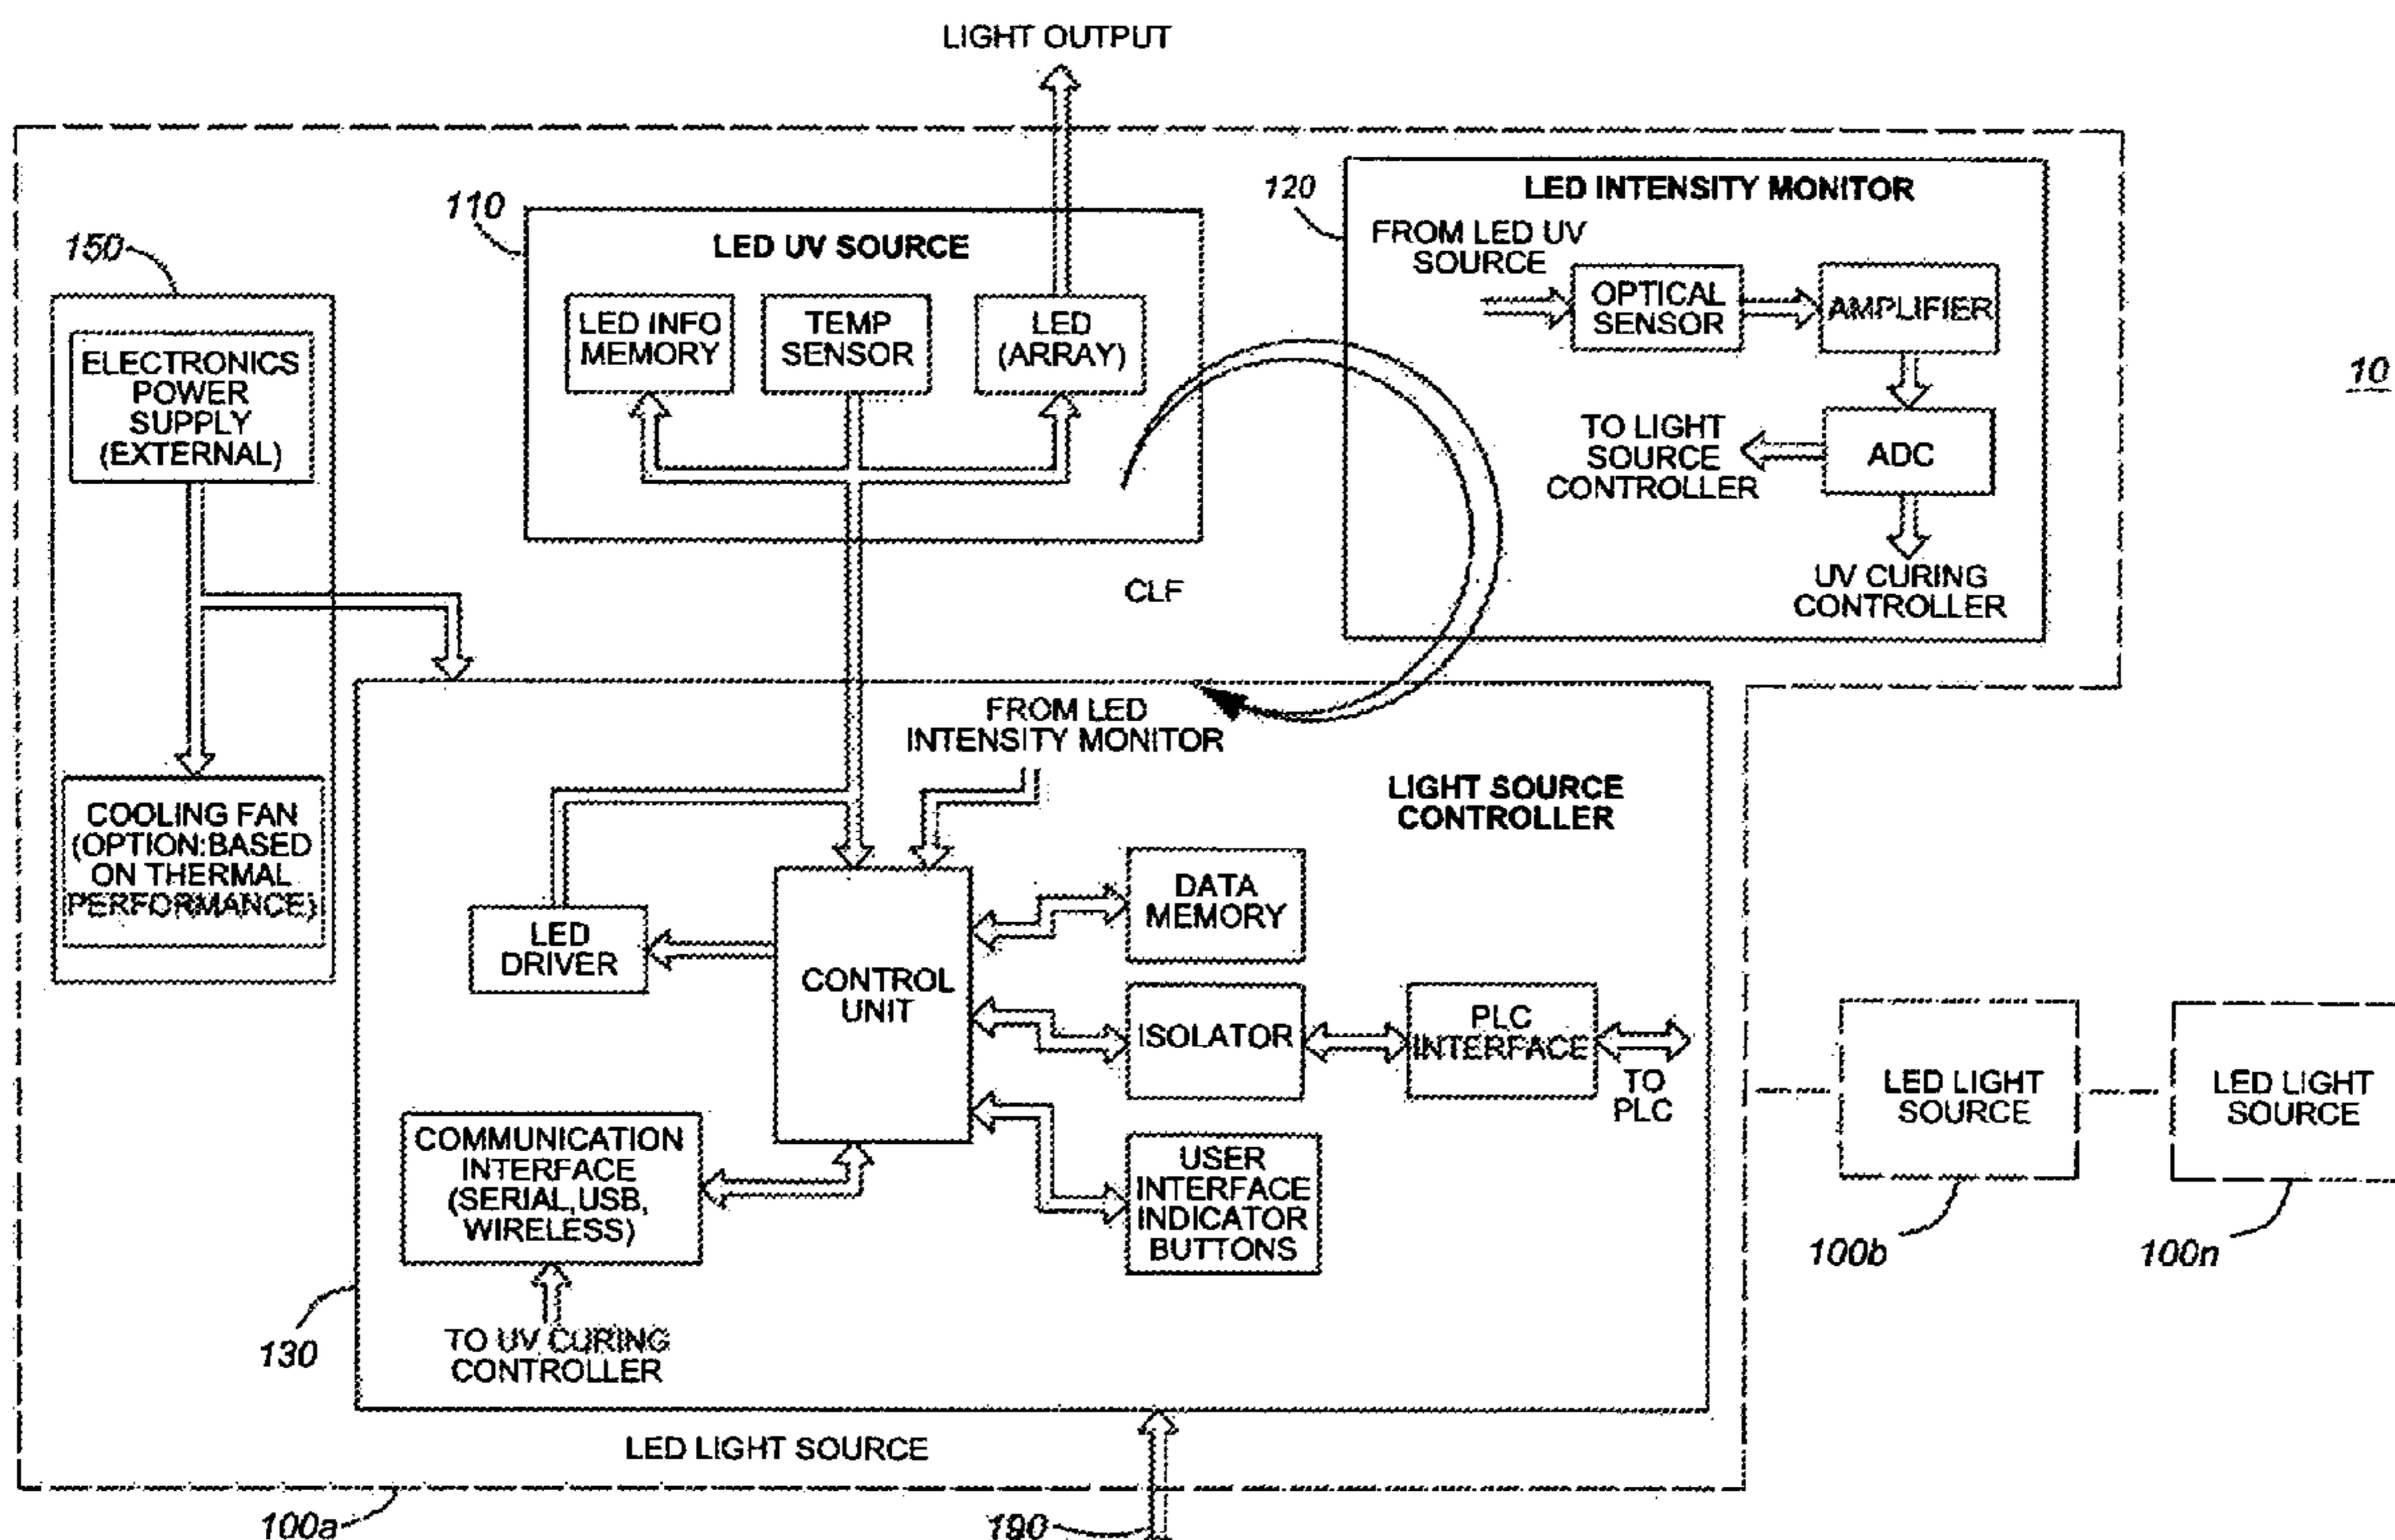 LIGHT OUTPUT
110
LED UV SOURCE
LED INFO
MEMORY
TEMP
SENSOR
LED
(ARRAY)
120
LED INTENSITY MONITOR
FROM LED UV
SOURCE
OPTICAL
SENSOR
AMPLIFIER
TO LIGHT
SOURCE
CONTROLLER
ADC
UV CURING
CONTROLLER
10
150
ELECTRONICS
POWER
SUPPLY
(EXTERNAL)
COOLING FAN
(OPTION:BASED
ON THERMAL
PERFORMANCE)
CLF
FROM LED
INTENSITY MONITOR
LIGHT SOURCE
CONTROLLER
LED
DRIVER
CONTROL
UNIT
DATA
MEMORY
ISOLATOR
PLC
INTERFACE
TO
PLC
COMMUNICATION
INTERFACE
(SERIAL,USB,
WIRELESS)
USER
INTERFACE
INDICATOR
BUTTONS
TO UV CURING
CONTROLLER
130
LED LIGHT
SOURCE
100b
LED LIGHT
SOURCE
100n
LED LIGHT SOURCE
100a
190